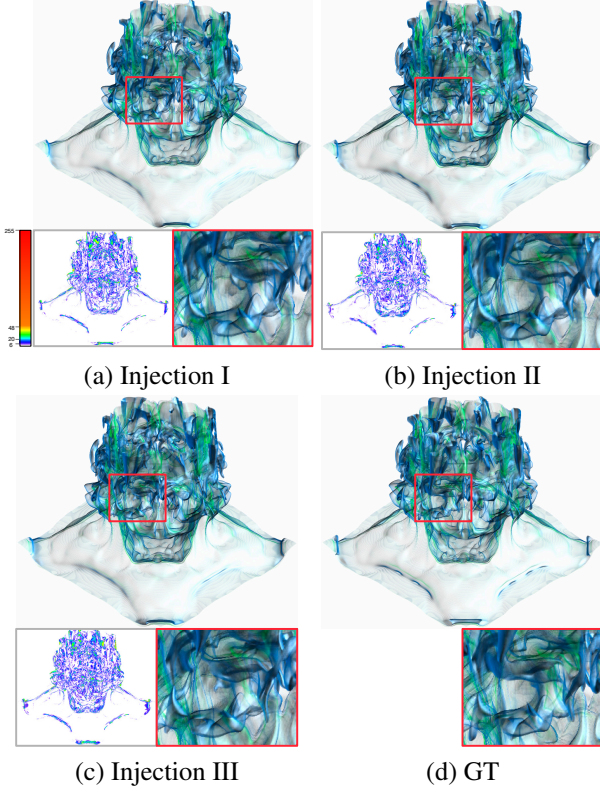 255
48
20
6
(a) Injection I
(b) Injection II
(c) Injection III
(d) GT